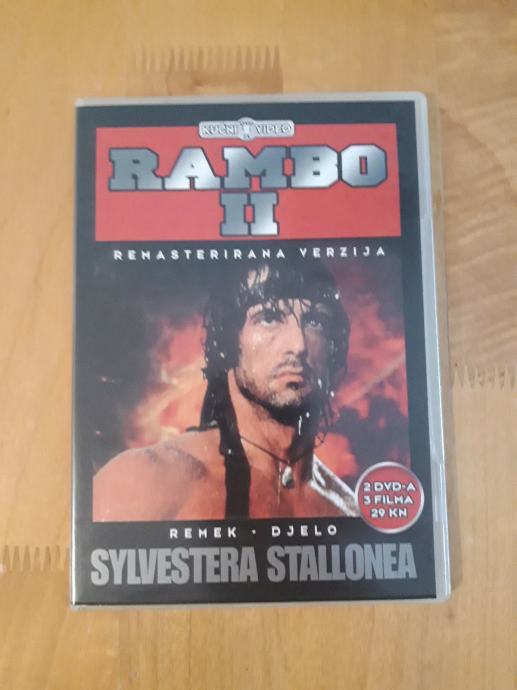 KUĆNI VIDEO
RAMBO
II
REMASTERIRANA VERZIJA
2 DVD-A
3 FILMA
29 KN
REMEK - DJELO
SYLVESTERA STALLONEA